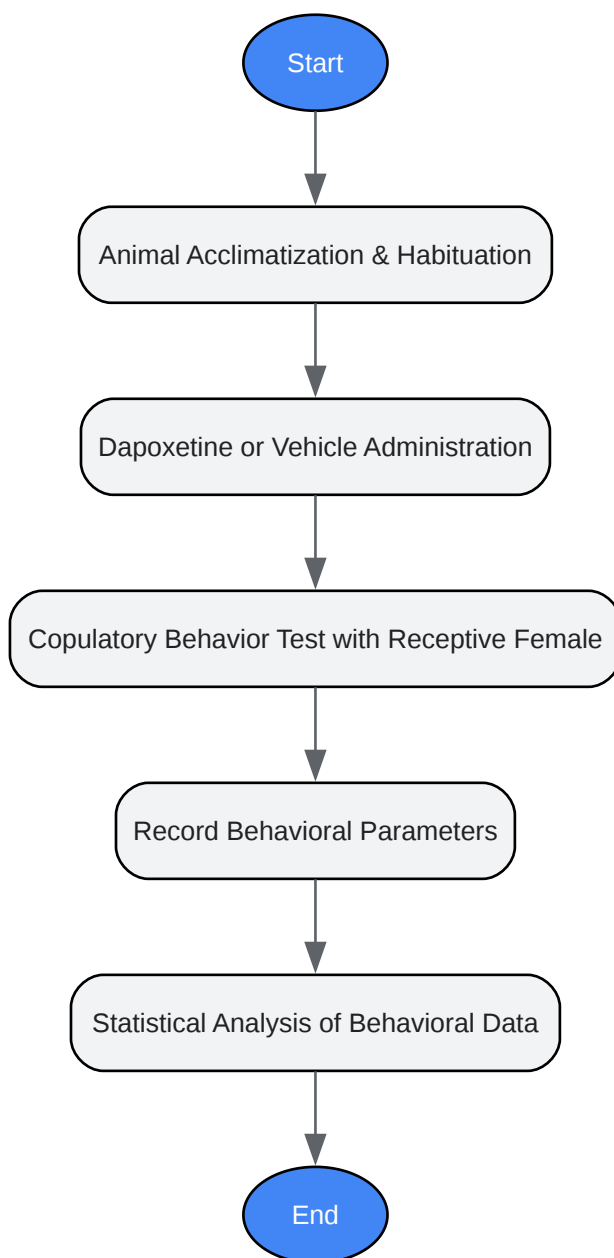 Start
Animal Acclimatization & Habituation
Dapoxetine or Vehicle Administration
Copulatory Behavior Test with Receptive Female
Record Behavioral Parameters
Statistical Analysis of Behavioral Data
End